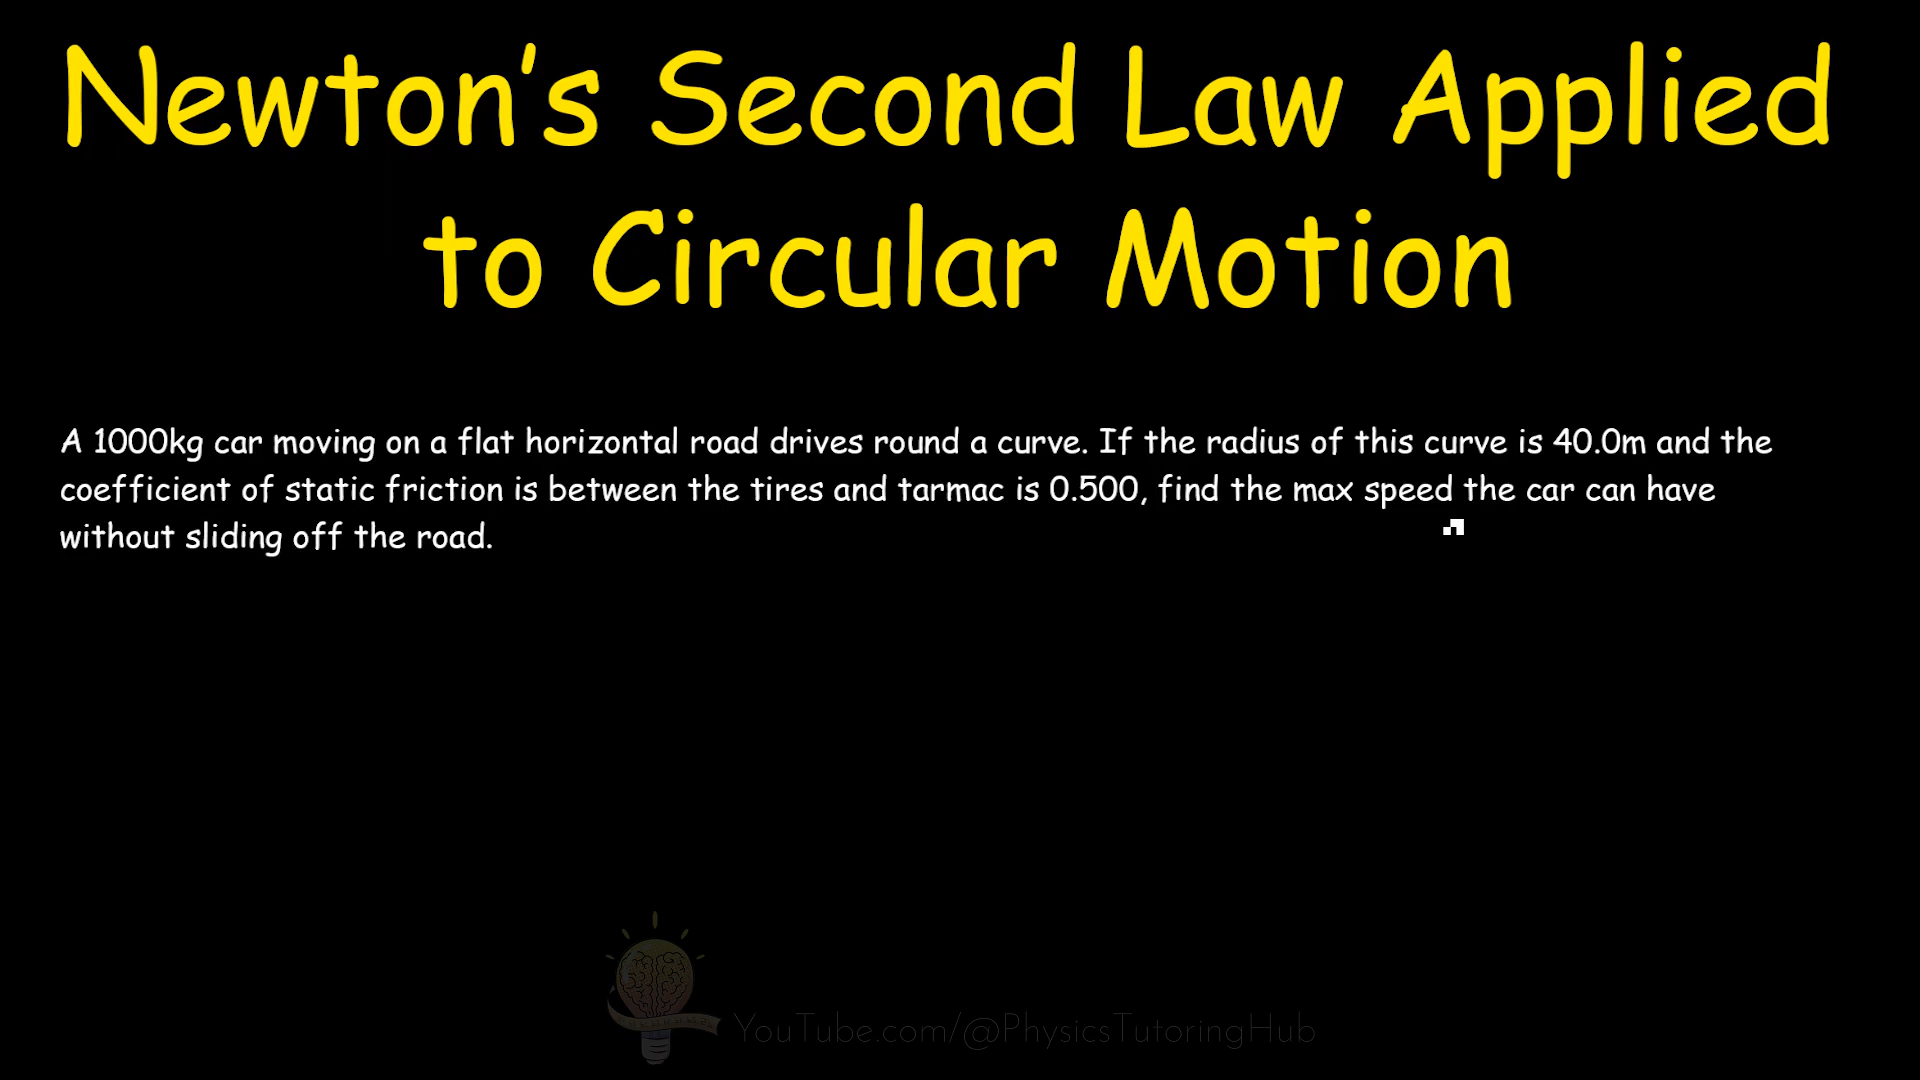 Newton’s Second Law Applied
to Circular Motion
A 1000kg car moving on a flat horizontal road drives round a curve. If the radius of this curve is 40.0m and the
coefficient of static friction is between the tires and tarmac is 0.500, find the max speed the car can have
without sliding off the road.
YouTube.com/@PhysicsTutoringHub